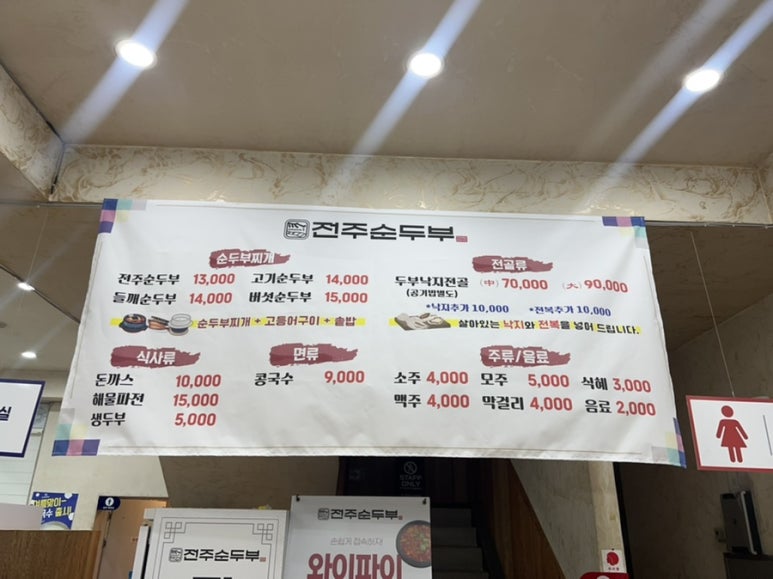 전주순두부
순두부찌개
전주순두부 13,000 고기순두부 14,000
들깨순두부 14,000 버섯순두부 15,000
순두부찌개 + 고등어구이 + 솥밥
전골류
두부낙지전골 (中) 70,000 (大) 90,000
(공기밥별도)
*낙지추가 10,000 *전복추가 10,000
살아있는 낙지와 전복을 넣어 드립니다.
식사류
돈까스 10,000
해물파전 15,000
생두부 5,000
면류
콩국수 9,000
주류/음료
소주 4,000 모주 5,000 식혜 3,000
맥주 4,000 막걸리 4,000 음료 2,000
실
STAFF
ONLY
전주순두부
전주순두부
손쉽게 접속하자!
와이파이